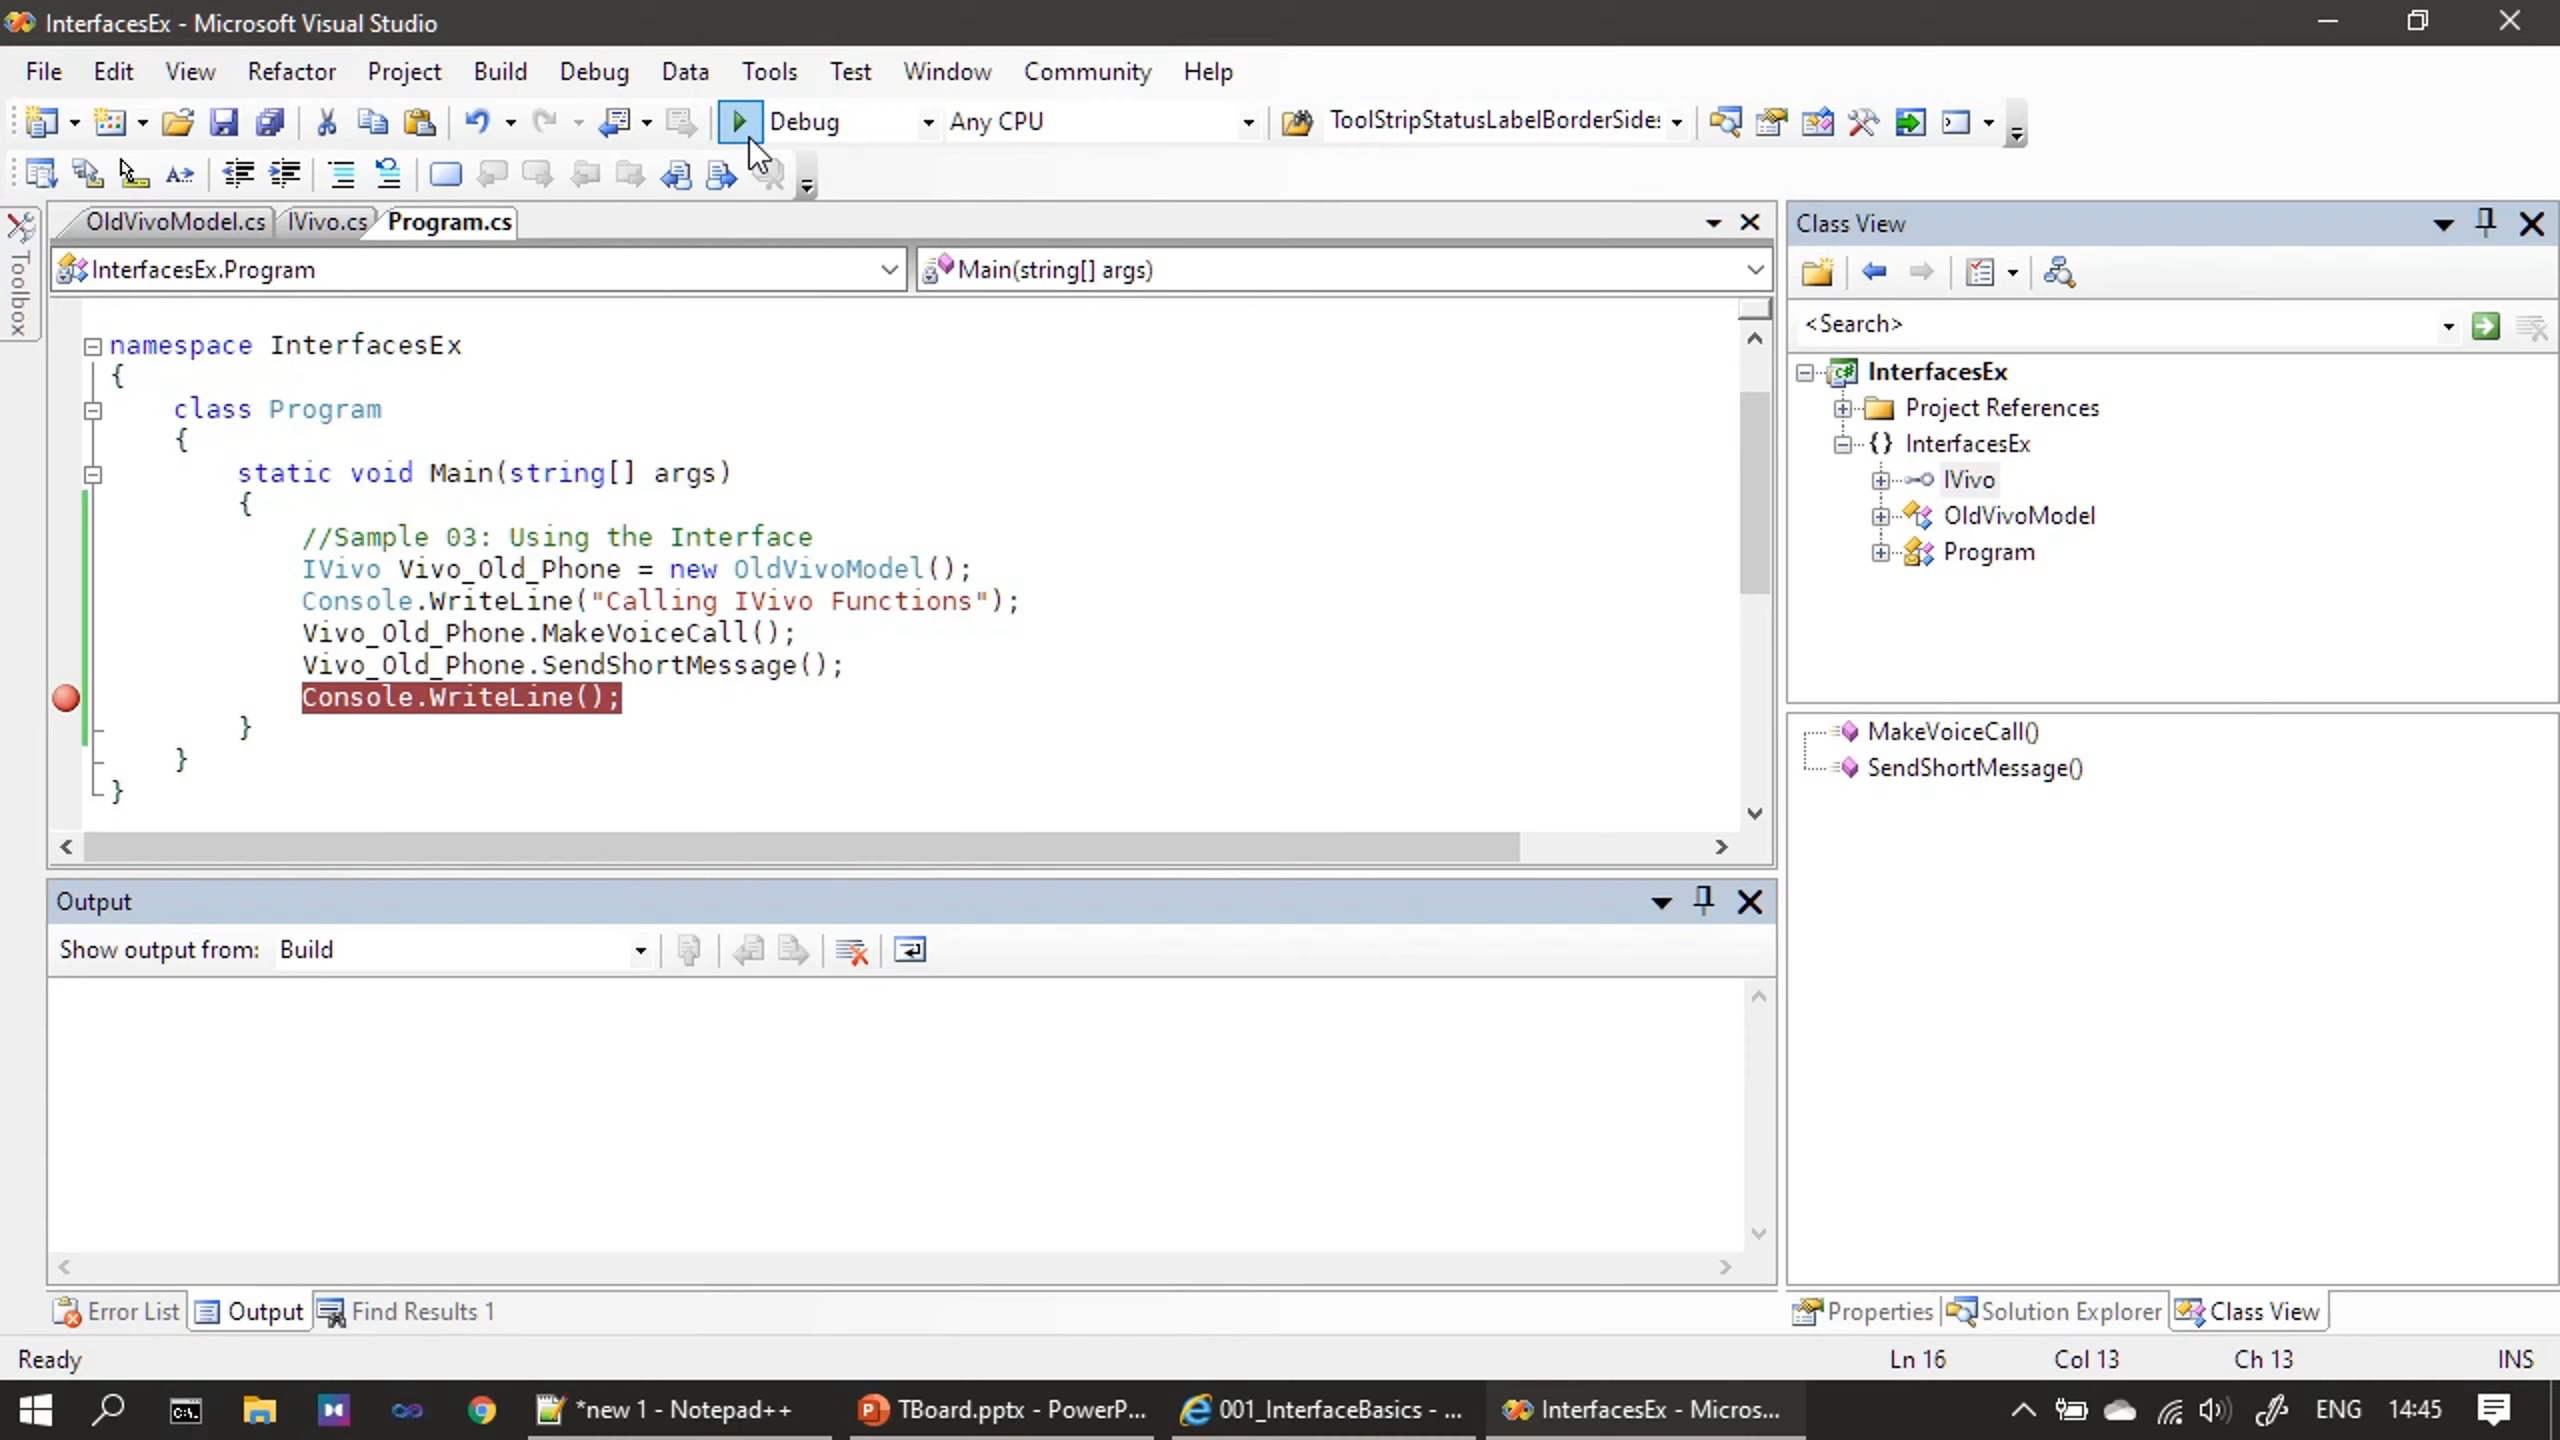 InterfacesEx - Microsoft Visual Studio
File Edit View Refactor Project Build Debug Data Tools Test Window Community Help
Debug Any CPU ToolStripStatusLabelBorderSides
OldVivoModel.cs IVivo.cs Program.cs
InterfacesEx.Program Main(string[] args)
Toolbox
namespace InterfacesEx
{
class Program
{
static void Main(string[] args)
{
//Sample 03: Using the Interface
IVivo Vivo_Old_Phone = new OldVivoModel();
Console.WriteLine("Calling IVivo Functions");
Vivo_Old_Phone.MakeVoiceCall();
Vivo_Old_Phone.SendShortMessage();
Console.WriteLine();
}
}
}
Output
Show output from: Build
Error List Output Find Results 1
Class View
<Search>
InterfacesEx
Project References
{} InterfacesEx
IVivo
OldVivoModel
Program
MakeVoiceCall()
SendShortMessage()
Properties Solution Explorer Class View
Ready Ln 16 Col 13 Ch 13 INS
*new 1 - Notepad++ TBoard.pptx - PowerP... 001_InterfaceBasics - ... InterfacesEx - Micros... ENG 14:45